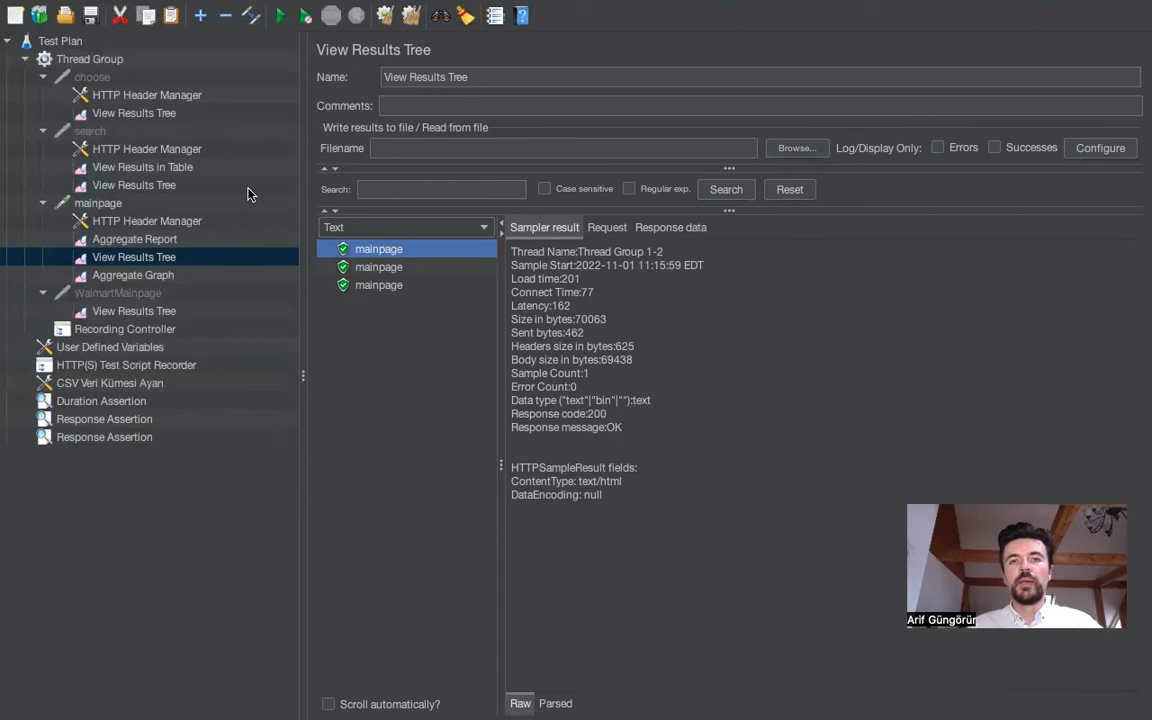 Test Plan
Thread Group
choose
HTTP Header Manager
View Results Tree
search
HTTP Header Manager
View Results in Table
View Results Tree
mainpage
HTTP Header Manager
Aggregate Report
View Results Tree
Aggregate Graph
WalmartMainpage
View Results Tree
Recording Controller
User Defined Variables
HTTP(S) Test Script Recorder
CSV Veri Kümesi Ayarı
Duration Assertion
Response Assertion
Response Assertion
View Results Tree
Name: View Results Tree
Comments:
Write results to file / Read from file
Filename Browse... Log/Display Only: Errors Successes Configure
Search: Case sensitive Regular exp. Search Reset
Text
mainpage
mainpage
mainpage
Scroll automatically?
Sampler result Request Response data
Thread Name:Thread Group 1-2
Sample Start:2022-11-01 11:15:59 EDT
Load time:201
Connect Time:77
Latency:162
Size in bytes:70063
Sent bytes:462
Headers size in bytes:625
Body size in bytes:69438
Sample Count:1
Error Count:0
Data type ("text"|"bin"|""):text
Response code:200
Response message:OK
HTTPSampleResult fields:
ContentType: text/html
DataEncoding: null
Raw Parsed
Arif Güngörür